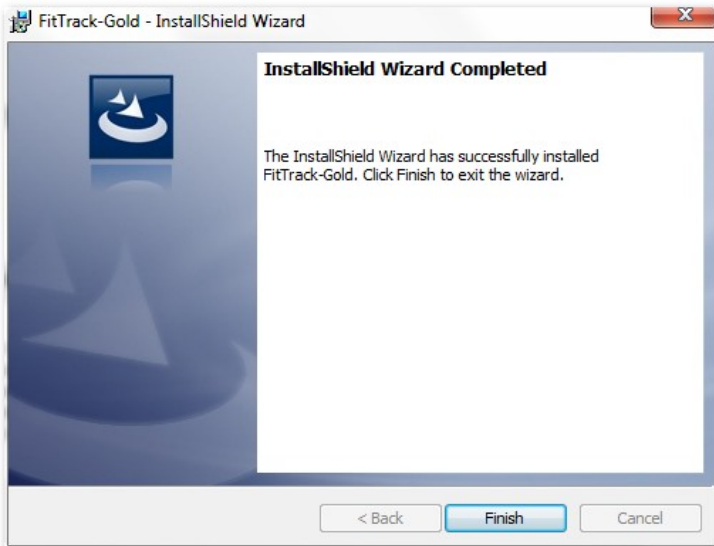 FitTrack-Gold - InstallShield Wizard
X
InstallShield Wizard Completed
The InstallShield Wizard has successfully installed
FitTrack-Gold. Click Finish to exit the wizard.
< Back Finish Cancel